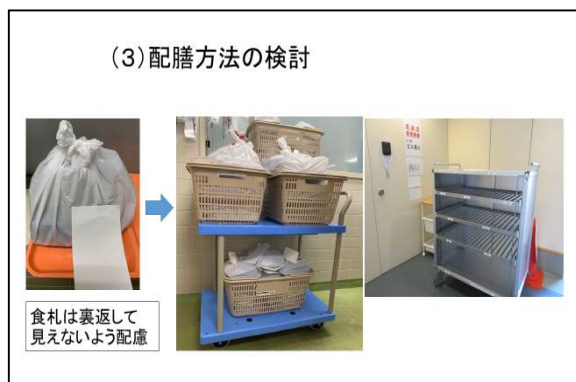 （3）配膳方法の検討
食札は裏返して
見えないよう配慮